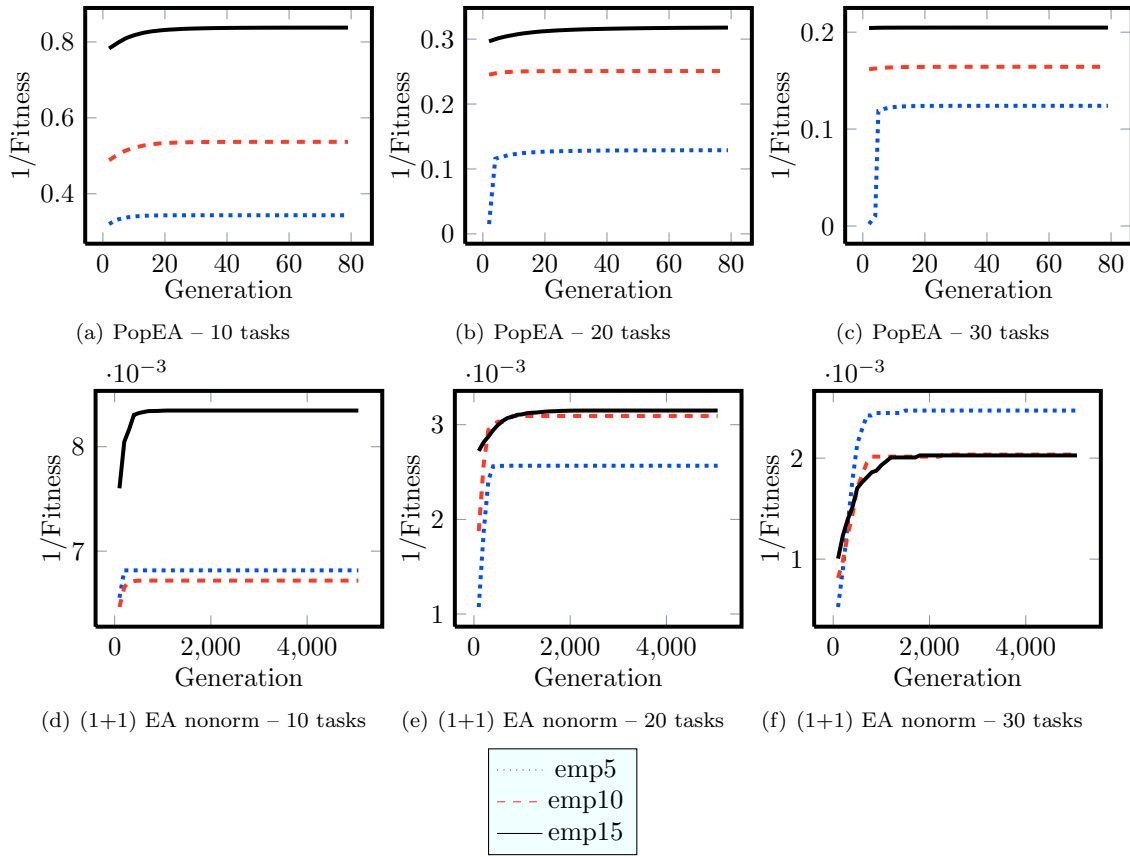 0.8
0.6
0.4
1/Fitness
0 20 40 60 80
Generation
(a) PopEA – 10 tasks
0.3
0.2
0.1
0
1/Fitness
0 20 40 60 80
Generation
(b) PopEA – 20 tasks
0.2
0.1
0
1/Fitness
0 20 40 60 80
Generation
(c) PopEA – 30 tasks
·10⁻³
8
7
1/Fitness
0 2,000 4,000
Generation
(d) (1+1) EA nonorm – 10 tasks
·10⁻³
3
2
1
1/Fitness
0 2,000 4,000
Generation
(e) (1+1) EA nonorm – 20 tasks
·10⁻³
2
1
1/Fitness
0 2,000 4,000
Generation
(f) (1+1) EA nonorm – 30 tasks
emp5
emp10
emp15